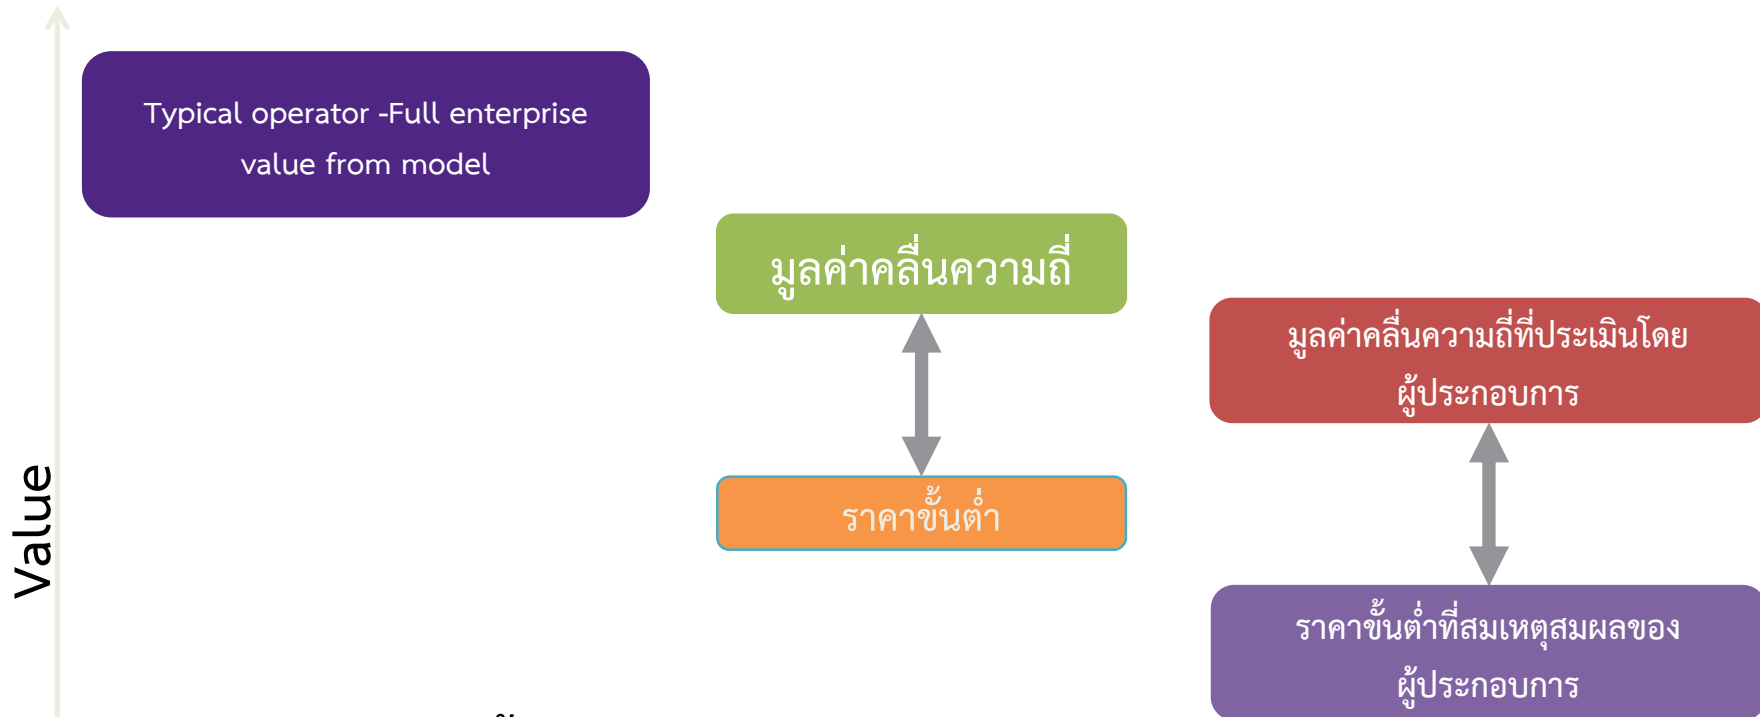 Typical operator -Full enterprise
value from model
มูลค่าคลื่นความถี่
มูลค่าคลื่นความถี่ที่ประเมินโดย
ผู้ประกอบการ
ราคาขั้นต่ำ
Value
ราคาขั้นต่ำที่สมเหตุสมผลของ
ผู้ประกอบการ